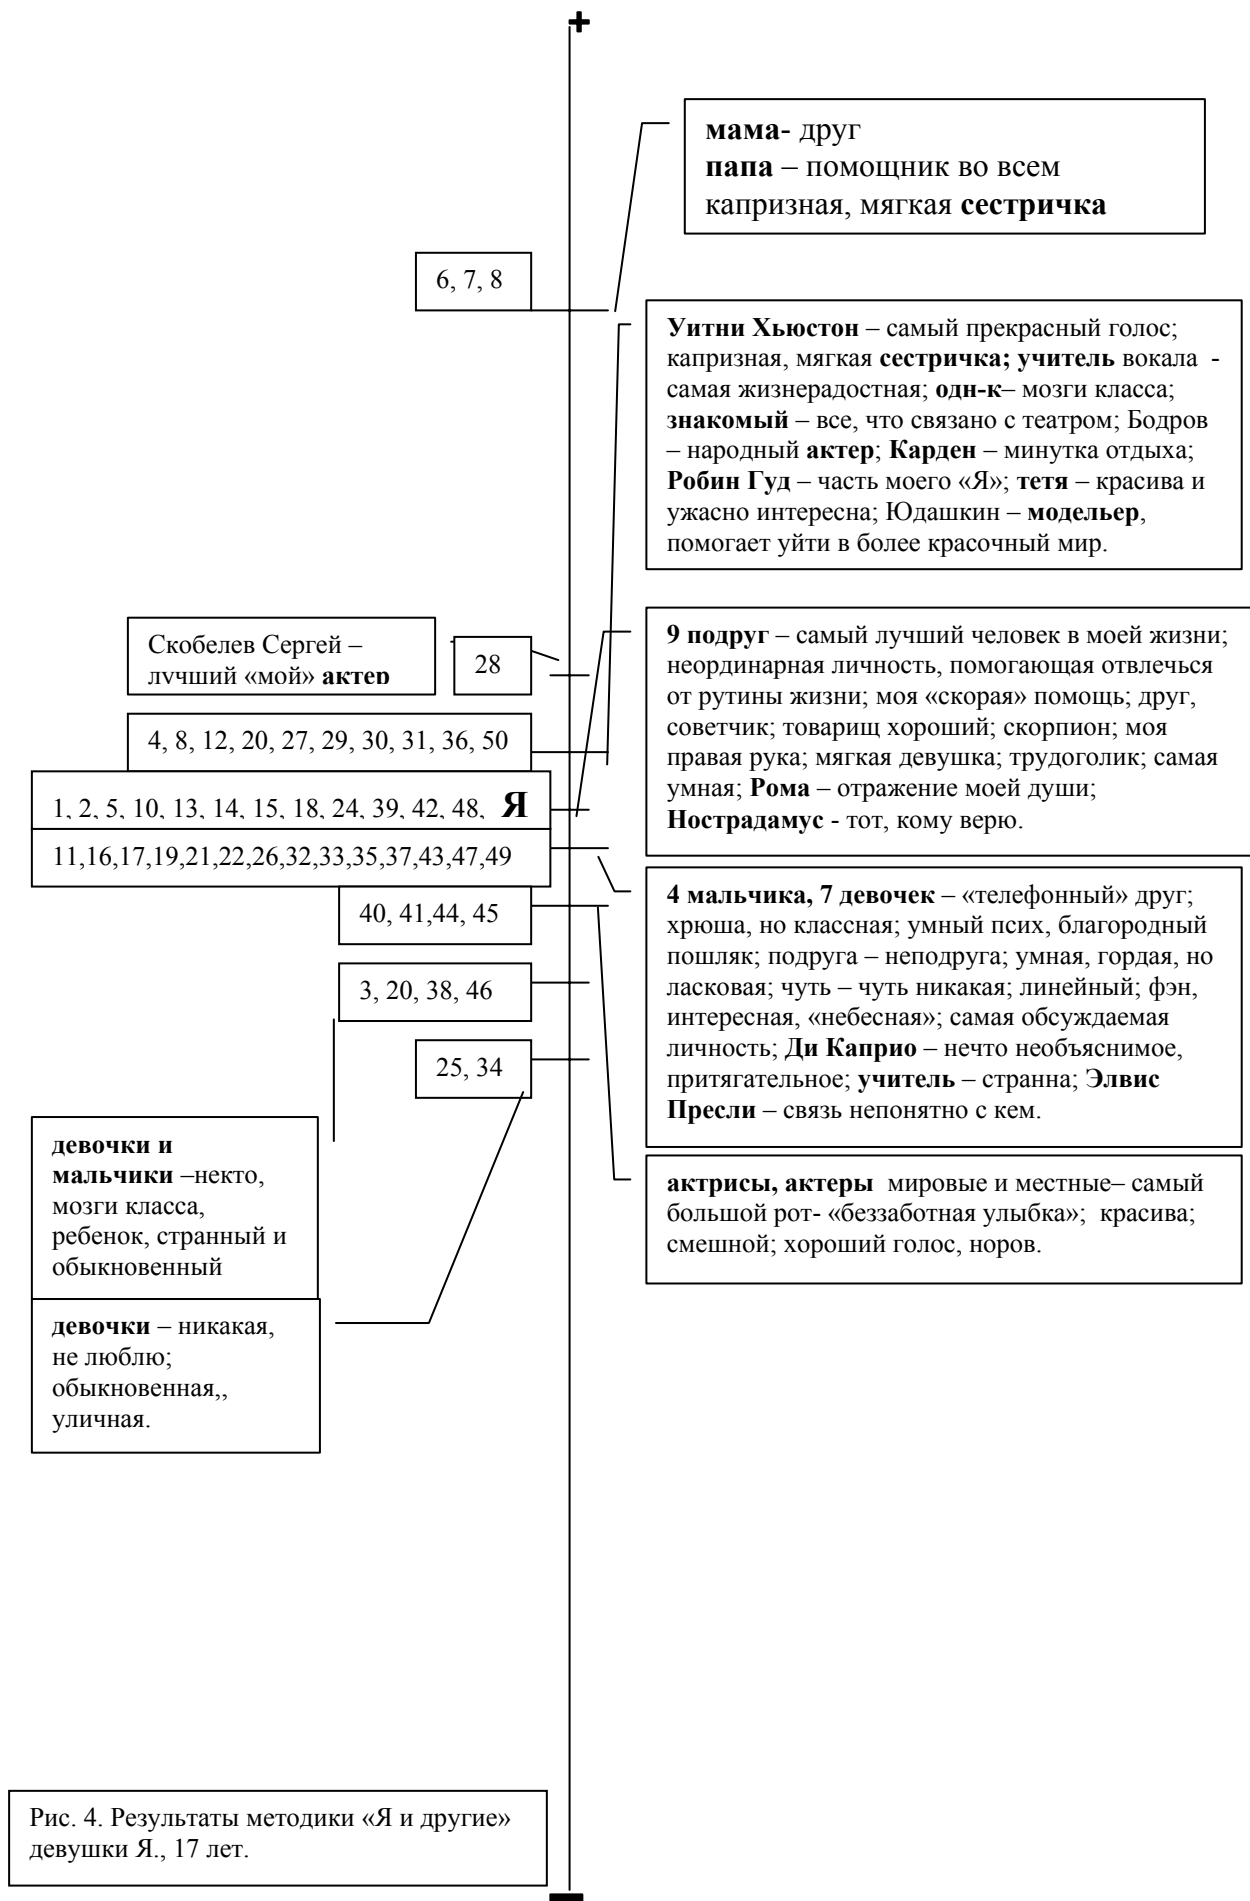 +
мама- друг
папа – помощник во всем
капризная, мягкая сестричка
6, 7, 8
Уитни Хьюстон – самый прекрасный голос;
капризная, мягкая сестричка; учитель вокала -
самая жизнерадостная; одн-к– мозги класса;
знакомый – все, что связано с театром; Бодров
– народный актер; Карден – минутка отдыха;
Робин Гуд – часть моего «Я»; тетя – красива и
ужасно интересна; Юдашкин – модельер,
помогает уйти в более красочный мир.
Скобелев Сергей –
лучший «мой» актер
28
4, 8, 12, 20, 27, 29, 30, 31, 36, 50
1, 2, 5, 10, 13, 14, 15, 18, 24, 39, 42, 48, Я
11,16,17,19,21,22,26,32,33,35,37,43,47,49
9 подруг – самый лучший человек в моей жизни;
неординарная личность, помогающая отвлечься
от рутины жизни; моя «скорая» помощь; друг,
советчик; товарищ хороший; скорпион; моя
правая рука; мягкая девушка; трудоголик; самая
умная; Рома – отражение моей души;
Нострадамус - тот, кому верю.
40, 41,44, 45
3, 20, 38, 46
25, 34
4 мальчика, 7 девочек – «телефонный» друг;
хрюша, но классная; умный псих, благородный
пошляк; подруга – неподруга; умная, гордая, но
ласковая; чуть – чуть никакая; линейный; фэн,
интересная, «небесная»; самая обсуждаемая
личность; Ди Каприо – нечто необъяснимое,
притягательное; учитель – странна; Элвис
Пресли – связь непонятно с кем.
девочки и
мальчики –некто,
мозги класса,
ребенок, странный и
обыкновенный
актрисы, актеры мировые и местные– самый
большой рот- «беззаботная улыбка»; красива;
смешной; хороший голос, норов.
девочки – никакая,
не люблю;
обыкновенная,,
уличная.
Рис. 4. Результаты методики «Я и другие»
девушки Я., 17 лет.
–